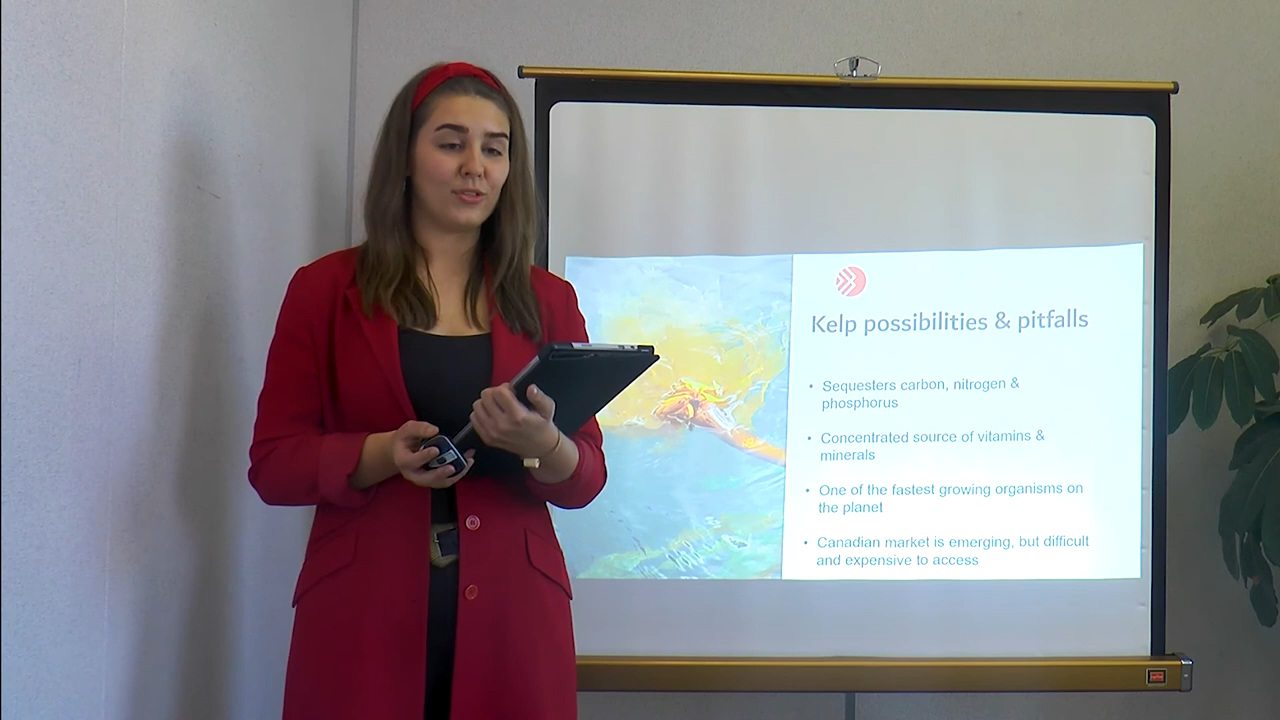 Kelp possibilities & pitfalls
• Sequesters carbon, nitrogen &
phosphorus
• Concentrated source of vitamins &
minerals
• One of the fastest growing organisms on
the planet
• Canadian market is emerging, but difficult
and expensive to access